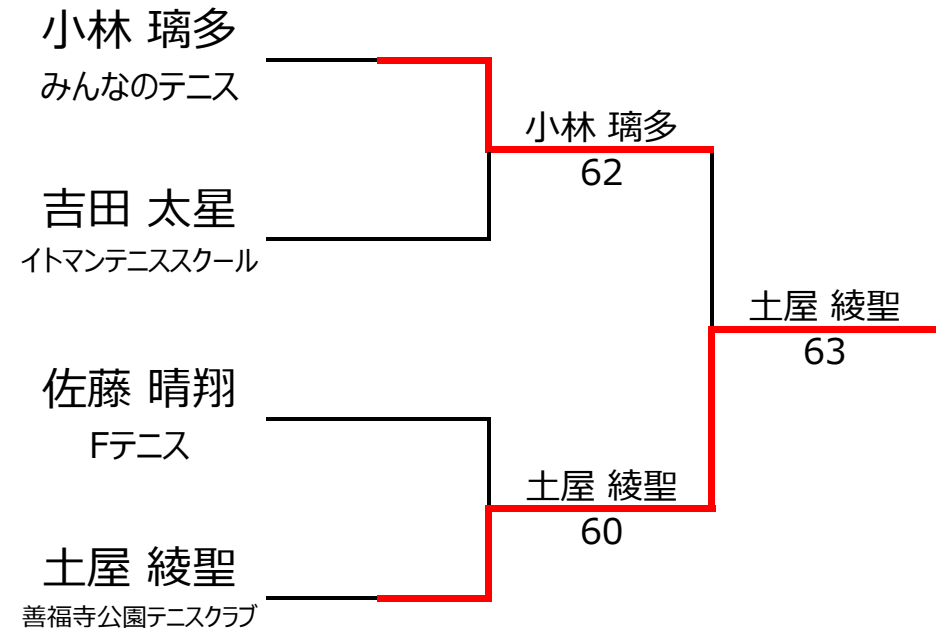 小林 璃多
みんなのテニス
小林 璃多
62
吉田 太星
イトマンテニススクール
土屋 綾聖
63
佐藤 晴翔
Fテニス
土屋 綾聖
60
土屋 綾聖
善福寺公園テニスクラブ